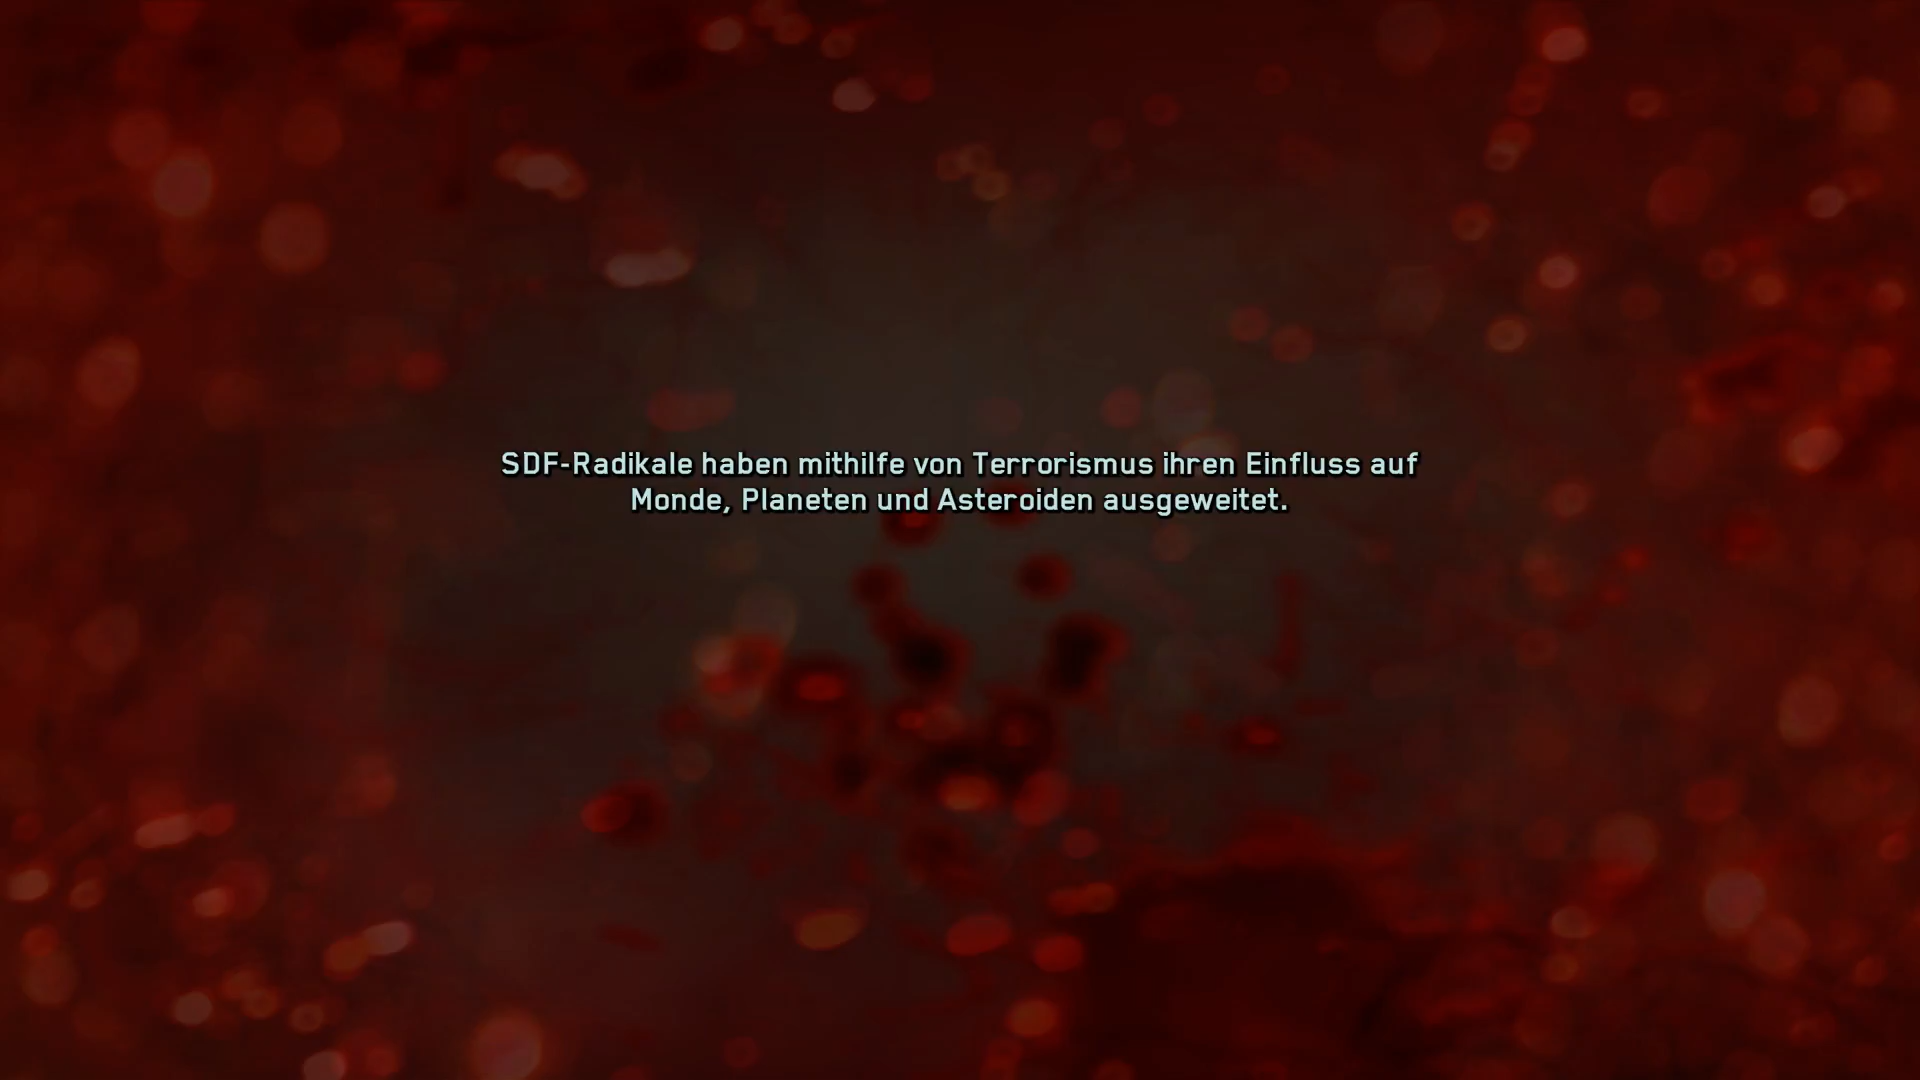 SDF-Radikale haben mithilfe von Terrorismus ihren Einfluss auf
Monde, Planeten und Asteroiden ausgeweitet.